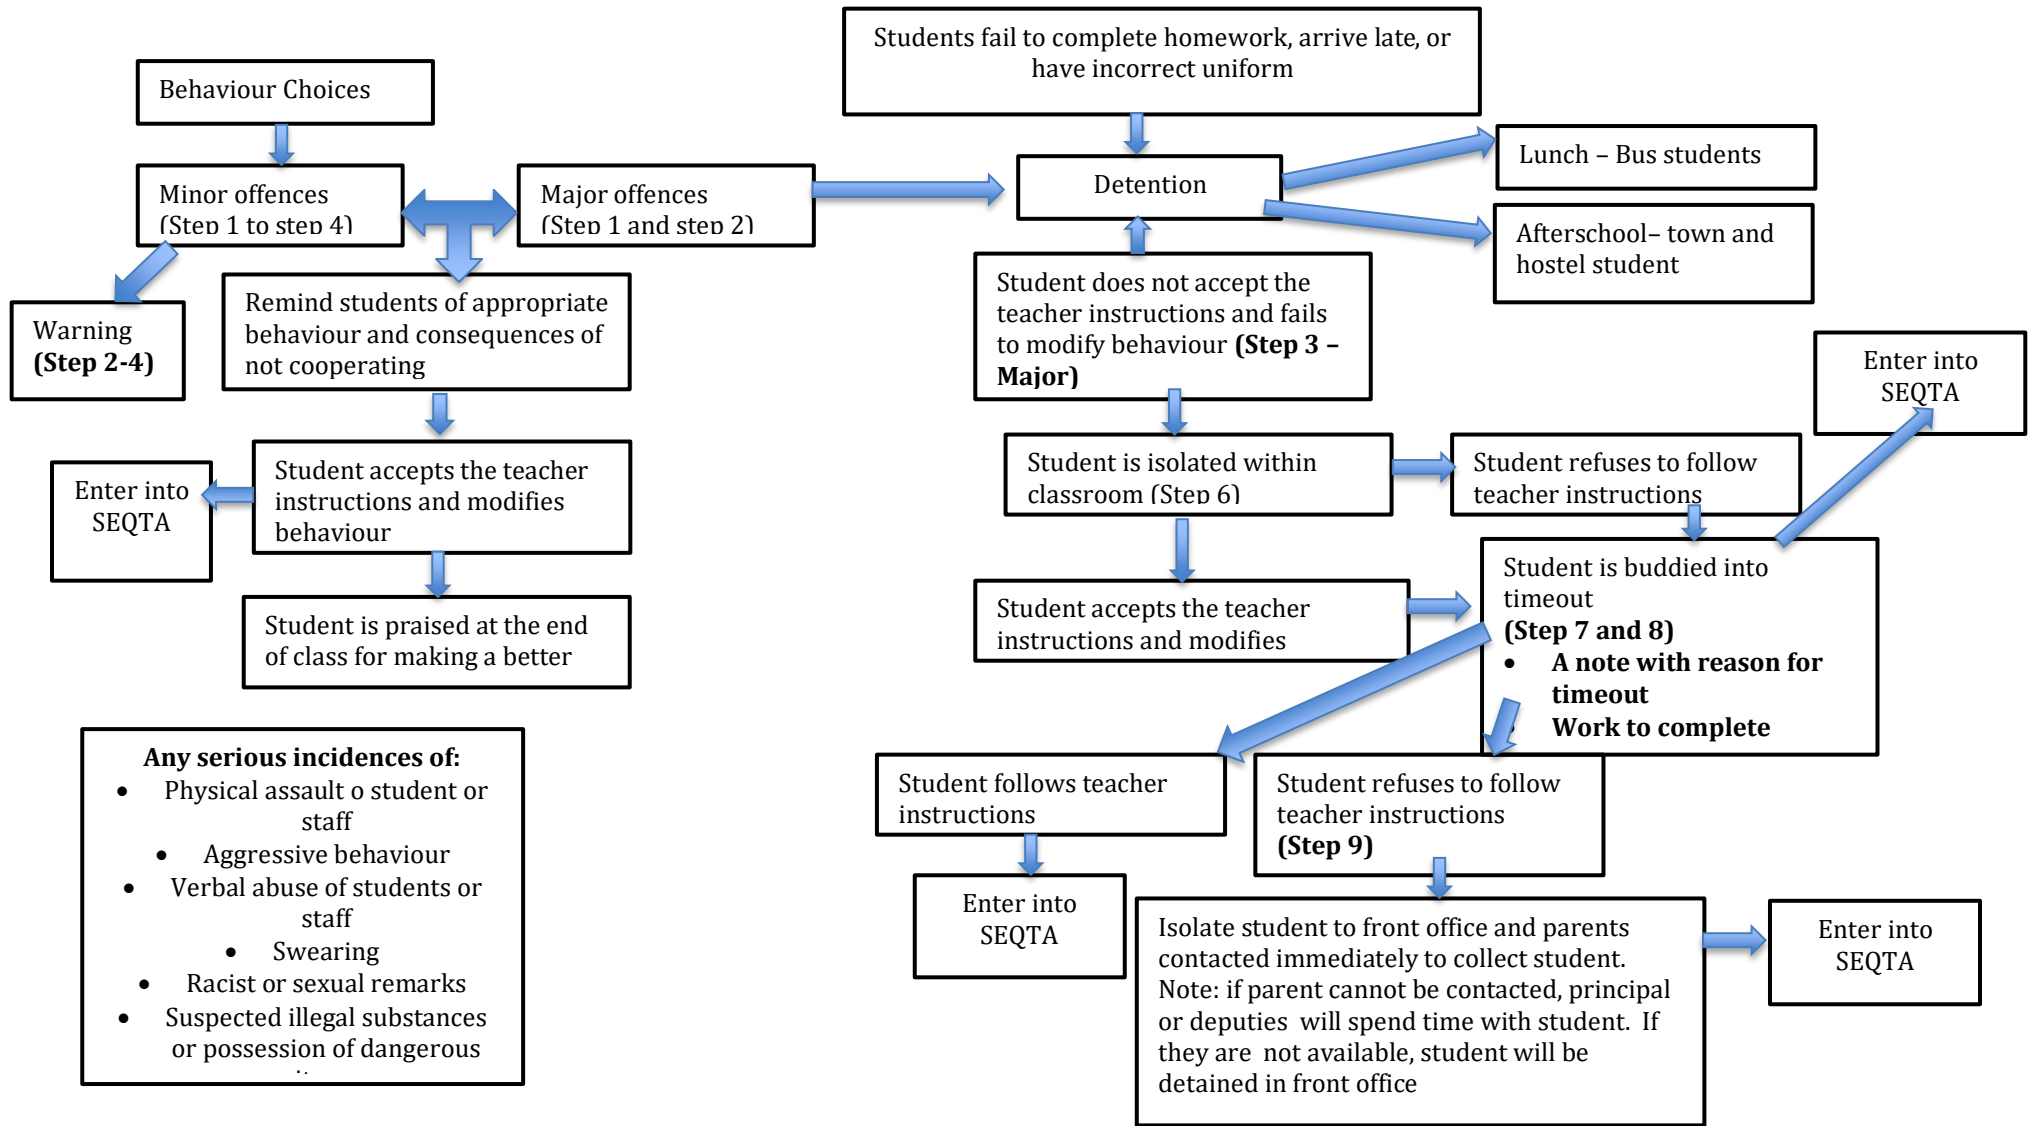 Students fail to complete homework, arrive late, or
have incorrect uniform
Behaviour Choices
Minor offences
(Step 1 to step 4)
Major offences
(Step 1 and step 2)
Detention
Lunch – Bus students
Afterschool– town and
hostel student
Warning
(Step 2-4)
Remind students of appropriate
behaviour and consequences of
not cooperating
Student does not accept the
teacher instructions and fails
to modify behaviour (Step 3 –
Major)
Enter into
SEQTA
Enter into
SEQTA
Student accepts the teacher
instructions and modifies
behaviour
Student is isolated within
classroom (Step 6)
Student refuses to follow
teacher instructions
Student is praised at the end
of class for making a better
Student accepts the teacher
instructions and modifies
Student is buddied into
timeout
(Step 7 and 8)
• A note with reason for
timeout
• Work to complete
Any serious incidences of:
• Physical assault o student or
staff
• Aggressive behaviour
• Verbal abuse of students or
staff
• Swearing
• Racist or sexual remarks
• Suspected illegal substances
or possession of dangerous
Student follows teacher
instructions
Student refuses to follow
teacher instructions
(Step 9)
Enter into
SEQTA
Isolate student to front office and parents
contacted immediately to collect student.
Note: if parent cannot be contacted, principal
or deputies will spend time with student. If
they are not available, student will be
detained in front office
Enter into
SEQTA